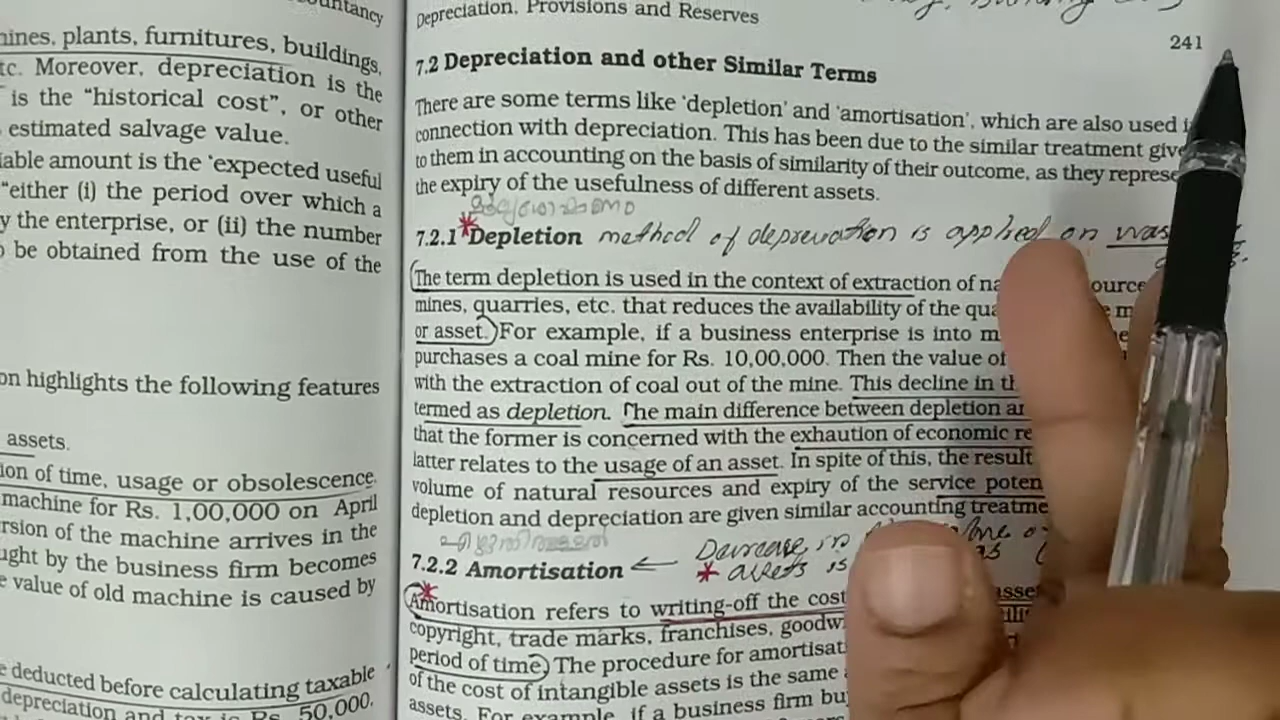 ountancy
ines, plants, furnitures, buildings,
tc. Moreover, depreciation is the
is the “historical cost”, or other
estimated salvage value.
iable amount is the ‘expected useful
“either (i) the period over which a
y the enterprise, or (ii) the number
be obtained from the use of the
on highlights the following features
assets.
ion of time, usage or obsolescence.
machine for Rs. 1,00,000 on April
rsion of the machine arrives in the
ught by the business firm becomes
e value of old machine is caused by
e deducted before calculating taxable
depreciation and tax is Rs. 50,000.
Depreciation, Provisions and Reserves
241
7.2 Depreciation and other Similar Terms
There are some terms like ‘depletion’ and ‘amortisation’, which are also used i
connection with depreciation. This has been due to the similar treatment give
to them in accounting on the basis of similarity of their outcome, as they represe
the expiry of the usefulness of different assets.
7.2.1 *Depletion method of depreciation is applied on was
The term depletion is used in the context of extraction of na ource
mines, quarries, etc. that reduces the availability of the qua e m
or asset. For example, if a business enterprise is into m
purchases a coal mine for Rs. 10,00,000. Then the value of
with the extraction of coal out of the mine. This decline in th
termed as depletion. The main difference between depletion an
that the former is concerned with the exhaution of economic re
latter relates to the usage of an asset. In spite of this, the result
volume of natural resources and expiry of the service poten
depletion and depreciation are given similar accounting treatme
Decrease in
7.2.2 Amortisation ← * assets is as
Amortisation refers to writing-off the cost asse
copyright, trade marks, franchises, goodw
period of time. The procedure for amortisat
of the cost of intangible assets is the same
assets. For example, if a business firm bu